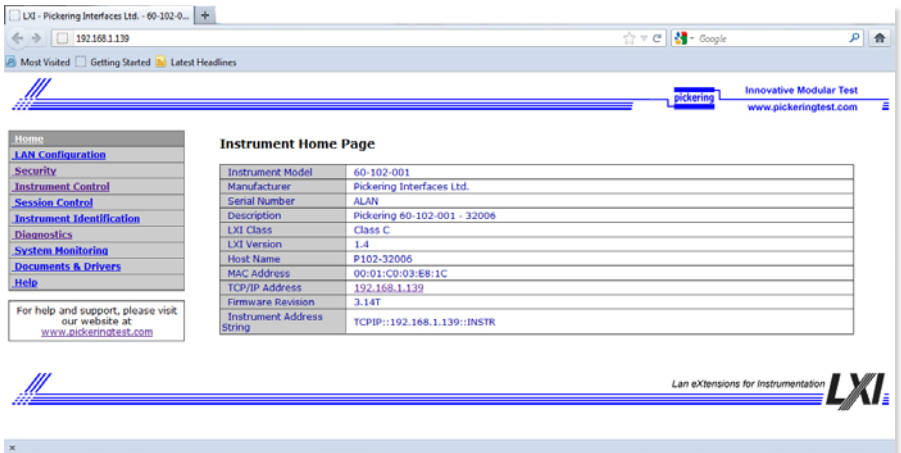 LXI - Pickering Interfaces Ltd. - 60-102-0...
192.168.1.139
Google
Most Visited
Getting Started
Latest Headlines
pickering
Innovative Modular Test
www.pickeringtest.com
Home
LAN Configuration
Security
Instrument Control
Session Control
Instrument Identification
Diagnostics
System Monitoring
Documents & Drivers
Help
For help and support, please visit
our website at
www.pickeringtest.com
Instrument Home Page
Instrument Model 60-102-001
Manufacturer Pickering Interfaces Ltd.
Serial Number ALAN
Description Pickering 60-102-001 - 32006
LXI Class Class C
LXI Version 1.4
Host Name P102-32006
MAC Address 00:01:C0:03:E8:1C
TCP/IP Address 192.168.1.139
Firmware Revision 3.14T
Instrument Address
String TCPIP::192.168.1.139::INSTR
Lan eXtensions for Instrumentation
LXI